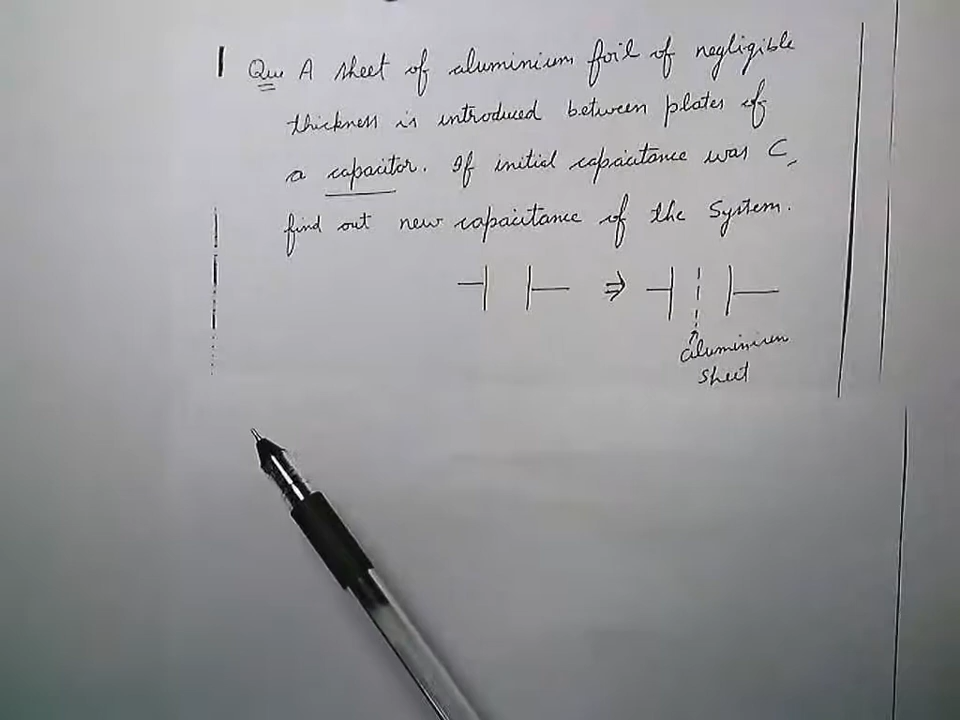 Que A sheet of aluminium foil of negligible
thickness is introduced between plates of
a capacitor. If initial capacitance was C,
find out new capacitance of the System.
⇒
aluminium
sheet